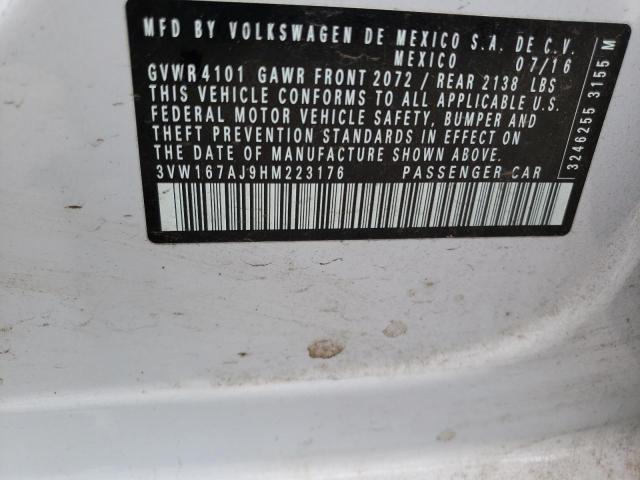 MFD BY VOLKSWAGEN DE MEXICO S.A. DE C.V.
MEXICO 07/16
GVWR 4101 GAWR FRONT 2072 / REAR 2138 LBS
THIS VEHICLE CONFORMS TO ALL APPLICABLE U.S.
FEDERAL MOTOR VEHICLE SAFETY, BUMPER AND
THEFT PREVENTION STANDARDS IN EFFECT ON
THE DATE OF MANUFACTURE SHOWN ABOVE.
3VW167AJ9HM223176 PASSENGER CAR
3246255 3155 M